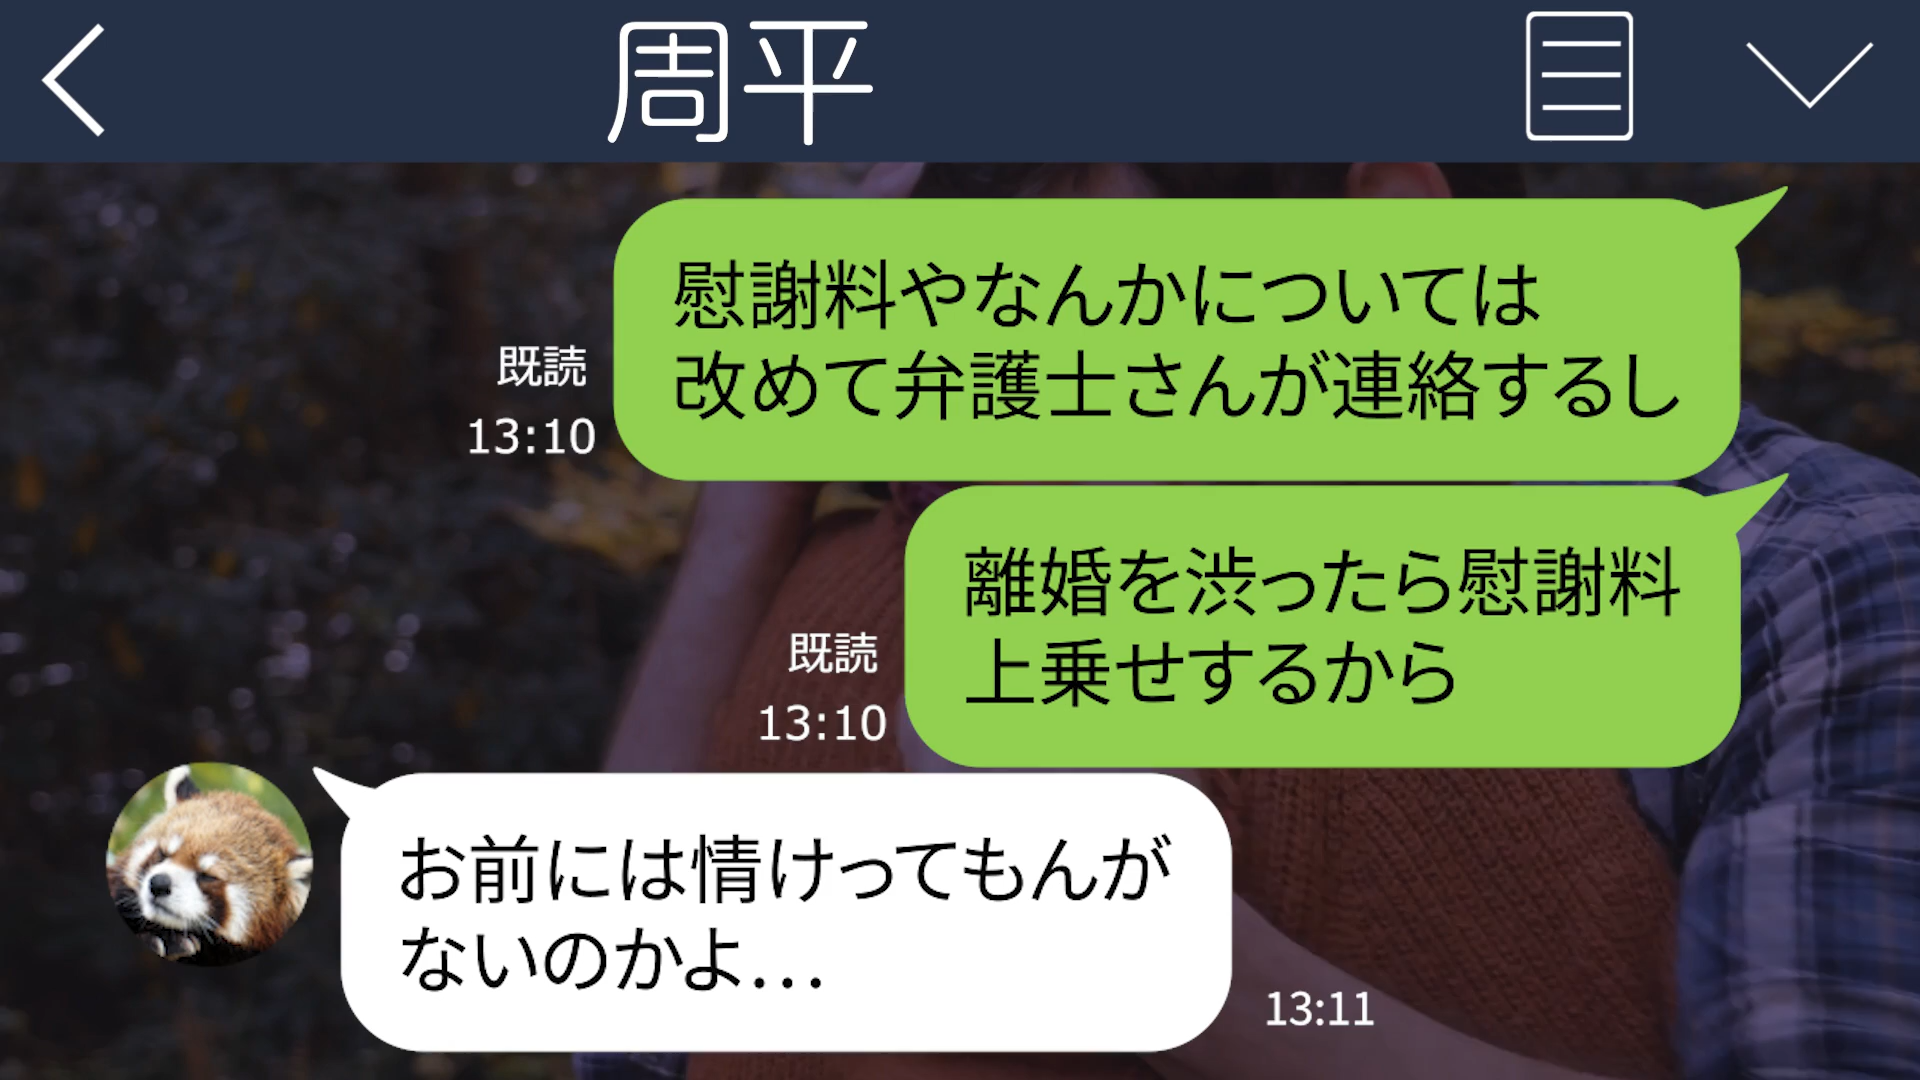 周平
慰謝料やなんかについては
改めて弁護士さんが連絡するし
既読
13:10
離婚を渋ったら慰謝料
上乗せするから
既読
13:10
お前には情けってもんが
ないのかよ…
13:11